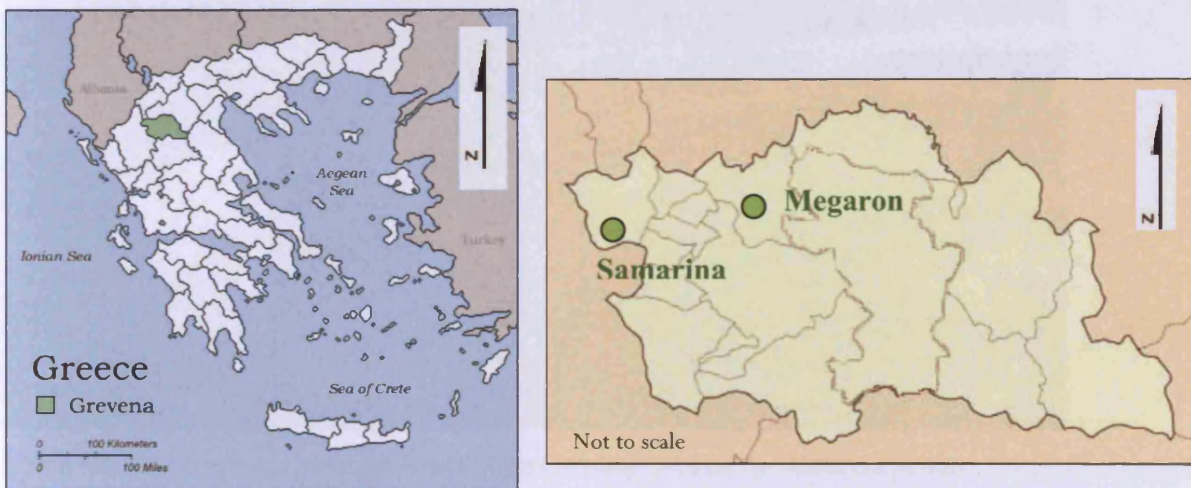 Albania
Aegean
Sea
Turkey
Ionian Sea
Greece
Grevena
Sea of Crete
0 100 Kilometers
0 100 Miles
N
Megaron
Samarina
N
Not to scale